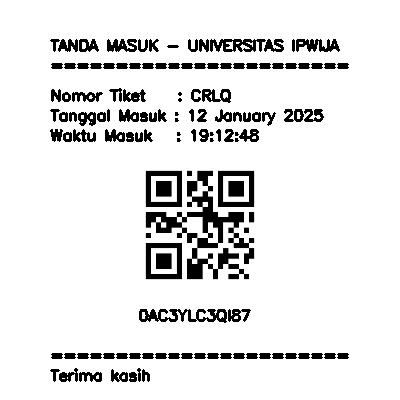 TANDA MASUK - UNIVERSITAS IPWIJA
=======================
Nomor Tiket : CRLQ
Tanggal Masuk : 12 January 2025
Waktu Masuk : 19:12:48
0AC3YLC3QI87
=======================
Terima kasih